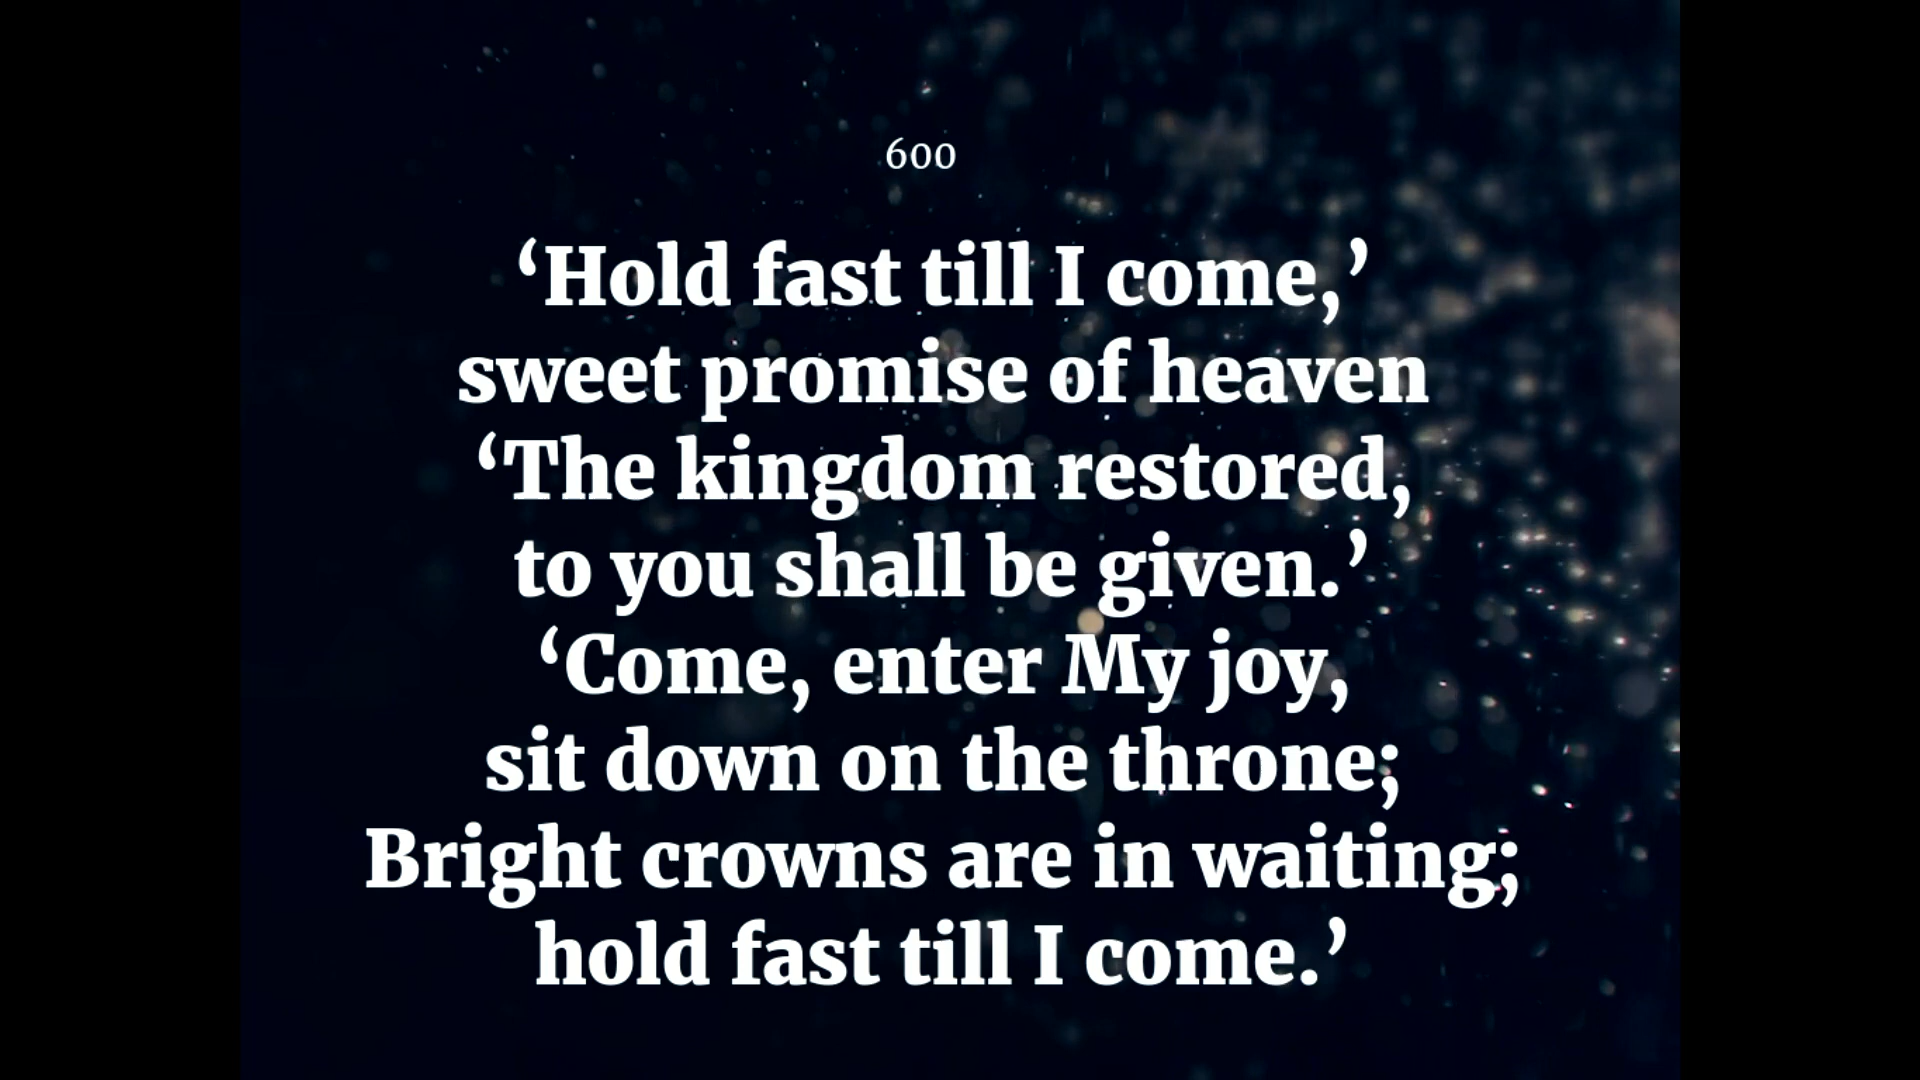 600
‘Hold fast till I come,’
sweet promise of heaven
‘The kingdom restored,
to you shall be given.’
‘Come, enter My joy,
sit down on the throne;
Bright crowns are in waiting;
hold fast till I come.’